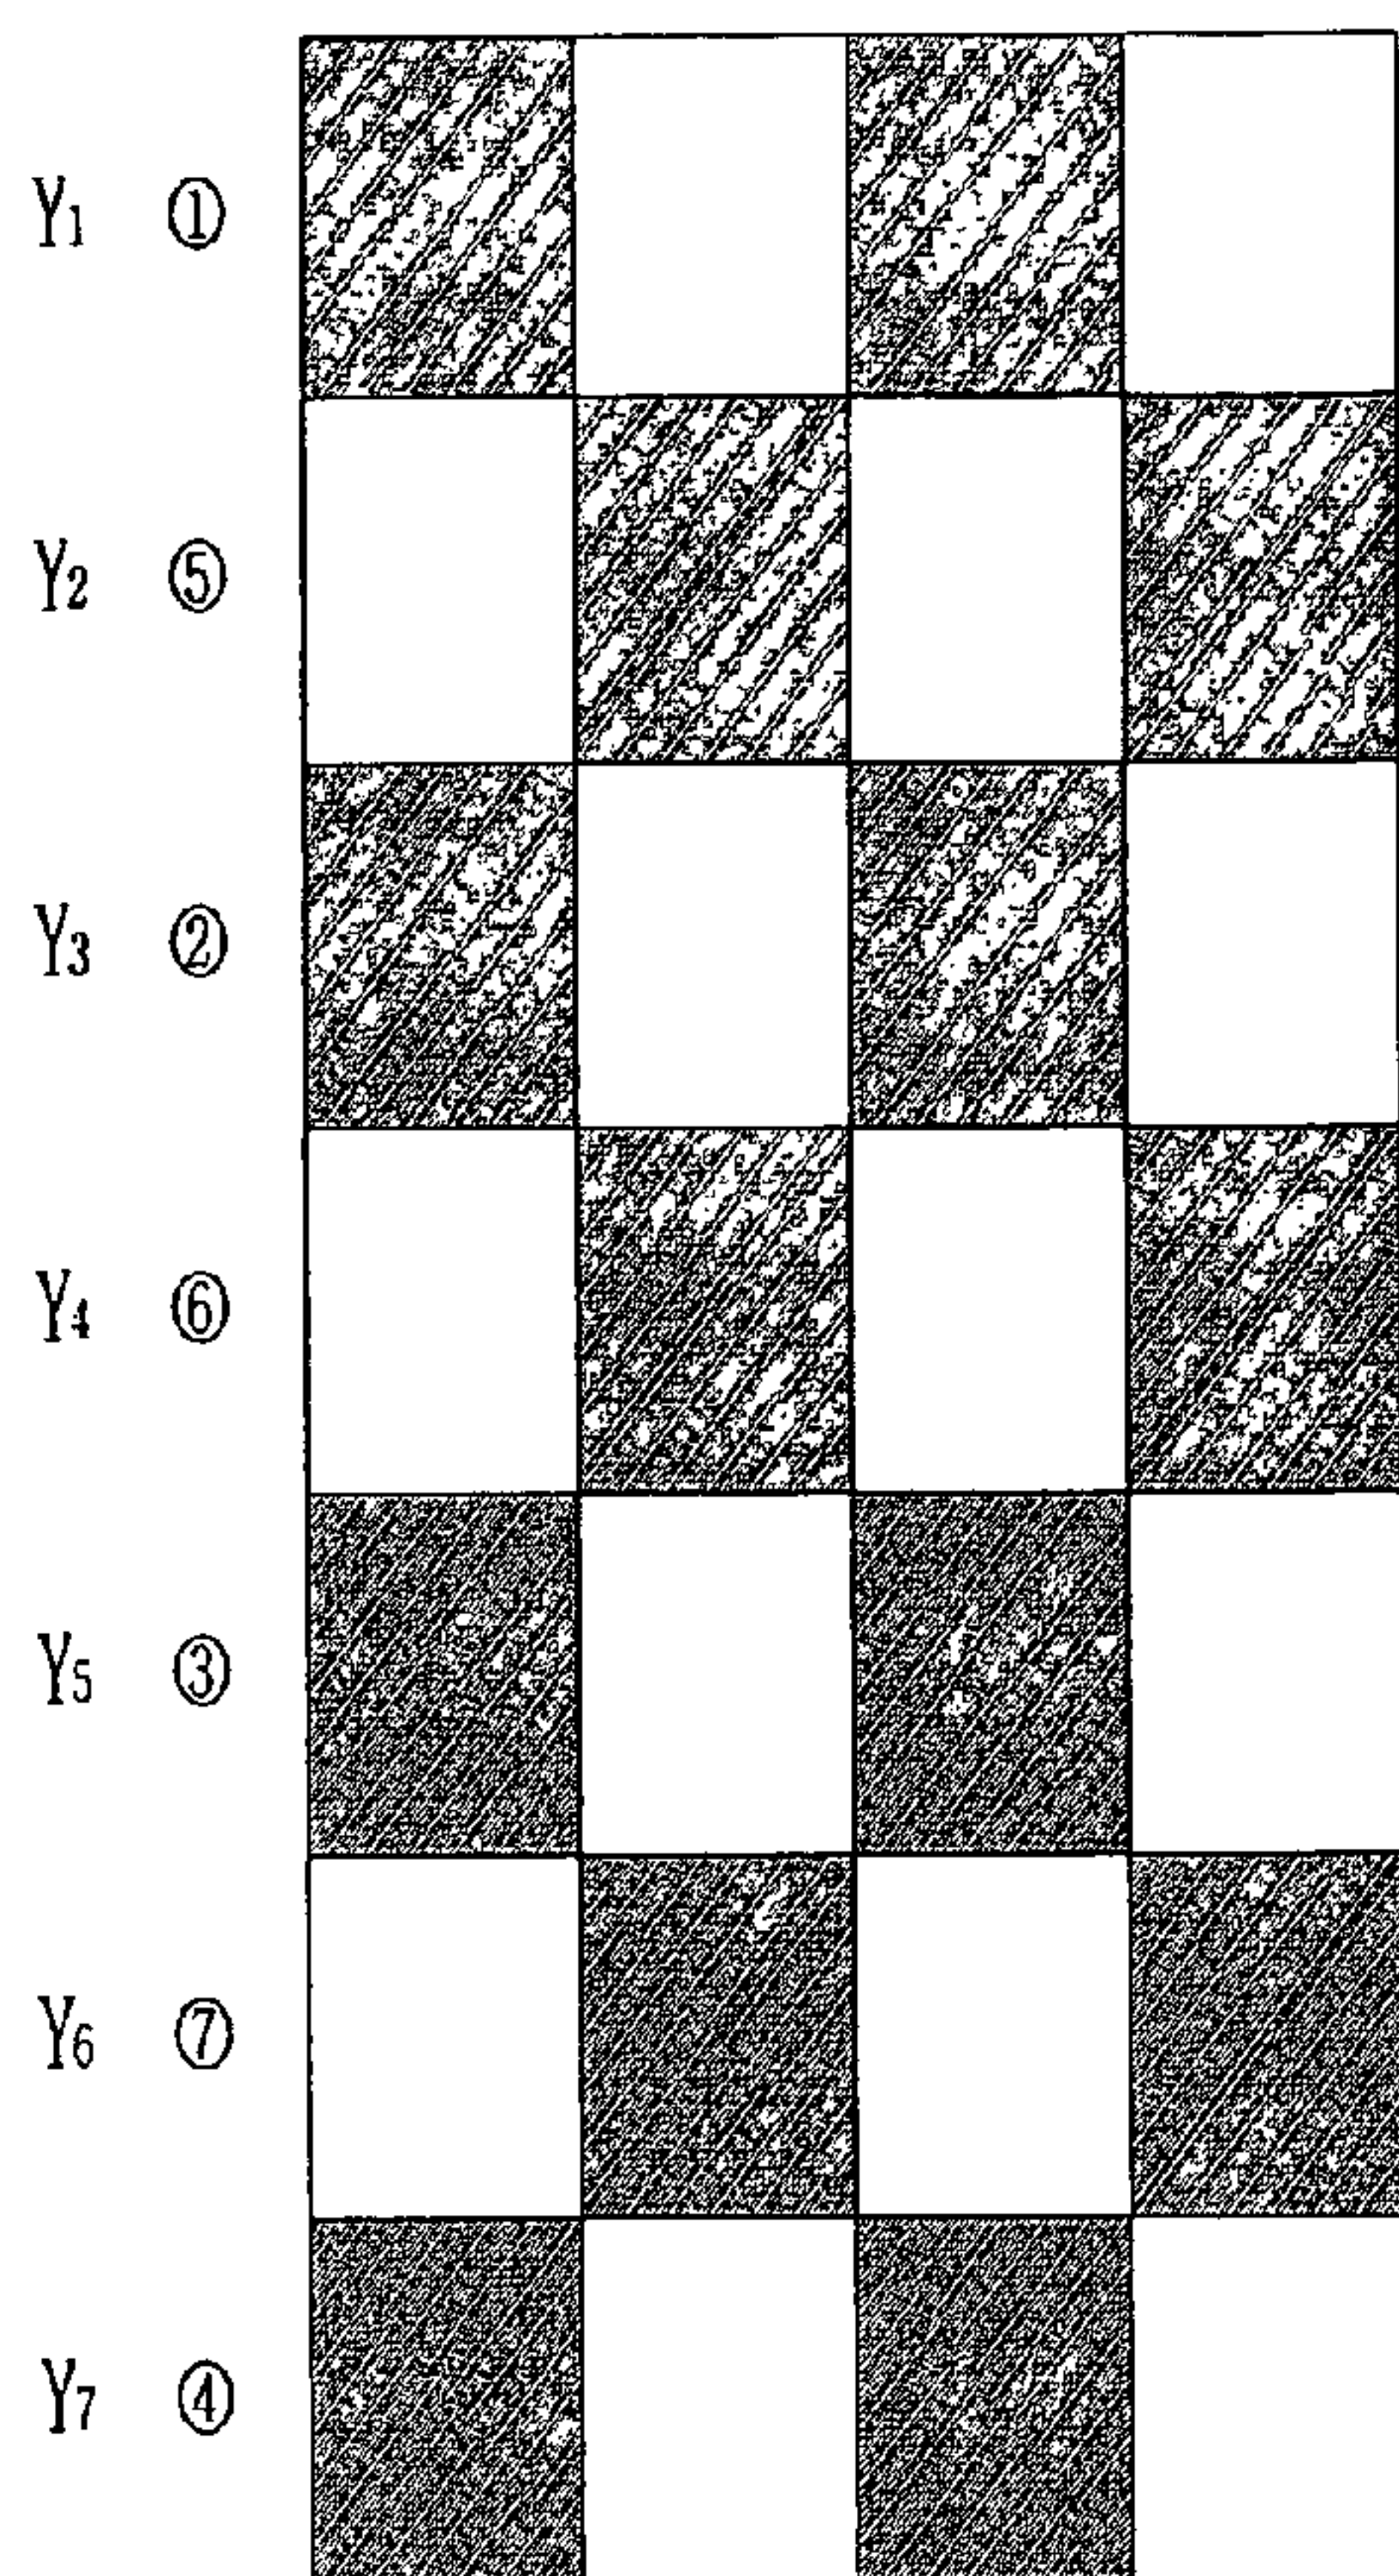 Y1 ①
Y2 ⑤
Y3 ②
Y4 ⑥
Y5 ③
Y6 ⑦
Y7 ④